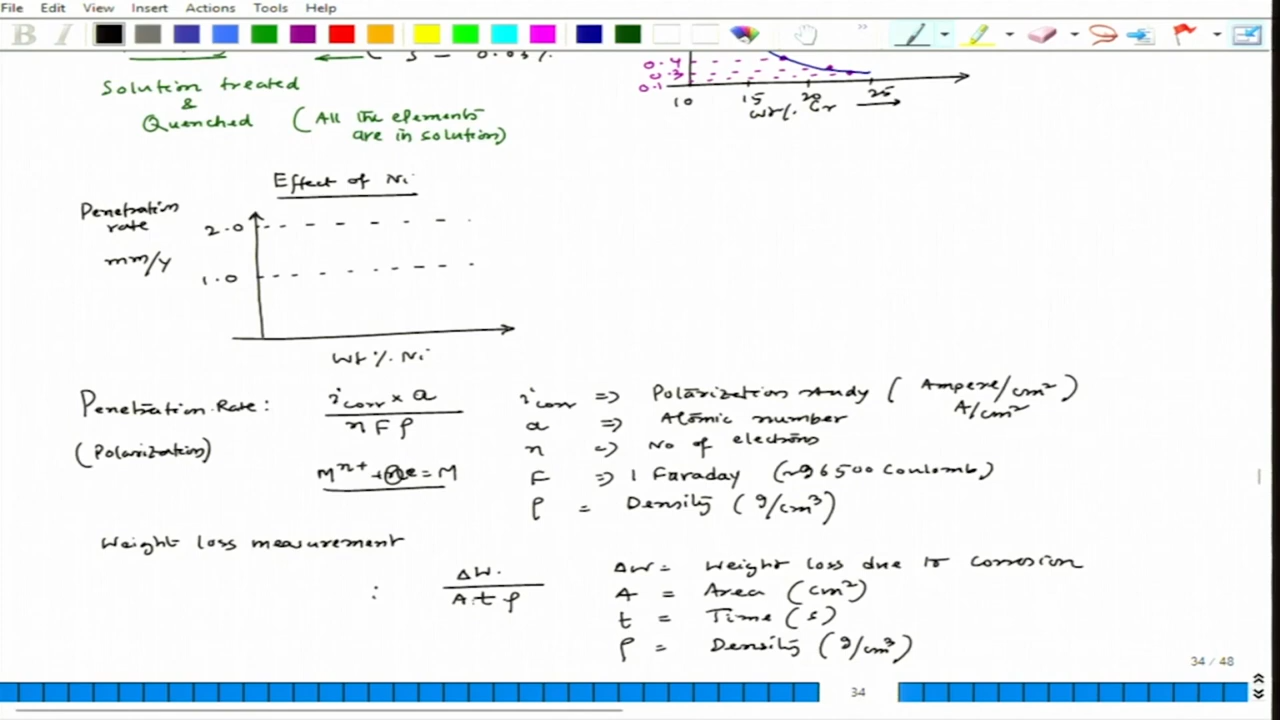 File Edit View Insert Actions Tools Help
B I
Solution treated
&
Quenched (All the elements
are in solution)
0.4
0.3
0.1
10 15 20 25
Wt% Cr
Effect of Ni
Penetration
rate
mm/y
2.0
1.0
Wt % Ni
Penetration Rate: icorr × a
n F ρ
(Polarization)
M^n+ + ne = M
icorr => Polarization study (Ampere/cm²)
A/cm²
a => Atomic number
n => No of electrons
F => 1 Faraday (~96500 Coulomb)
ρ = Density (g/cm³)
Weight loss measurement
: ΔW.
A.t ρ
ΔW = Weight loss due to corrosion
A = Area (cm²)
t = Time (s)
ρ = Density (g/cm³)
34 / 48
34